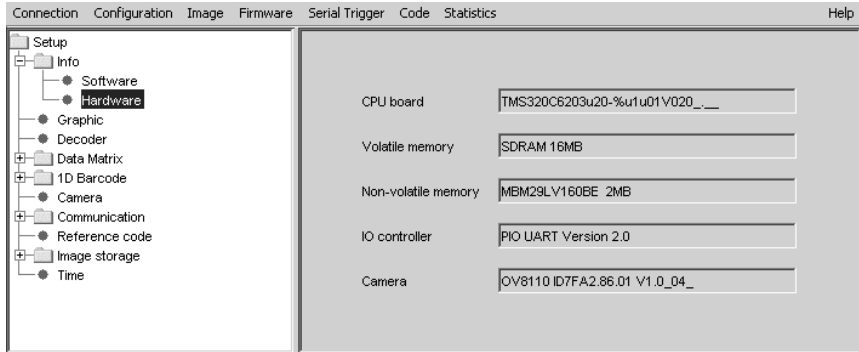 Connection Configuration Image Firmware Serial Trigger Code Statistics Help
Setup
Info
Software
Hardware
Graphic
Decoder
Data Matrix
1D Barcode
Camera
Communication
Reference code
Image storage
Time
CPU board TMS320C6203u20-%u1u01V020_.__
Volatile memory SDRAM 16MB
Non-volatile memory MBM29LV160BE 2MB
IO controller PIO UART Version 2.0
Camera OV8110 ID7FA2.86.01 V1.0_04_